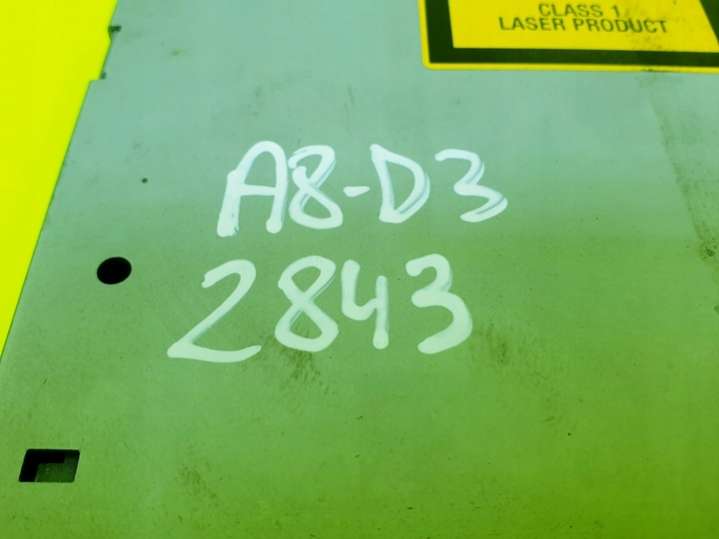 CLASS 1
LASER PRODUCT
A8-D3
2843